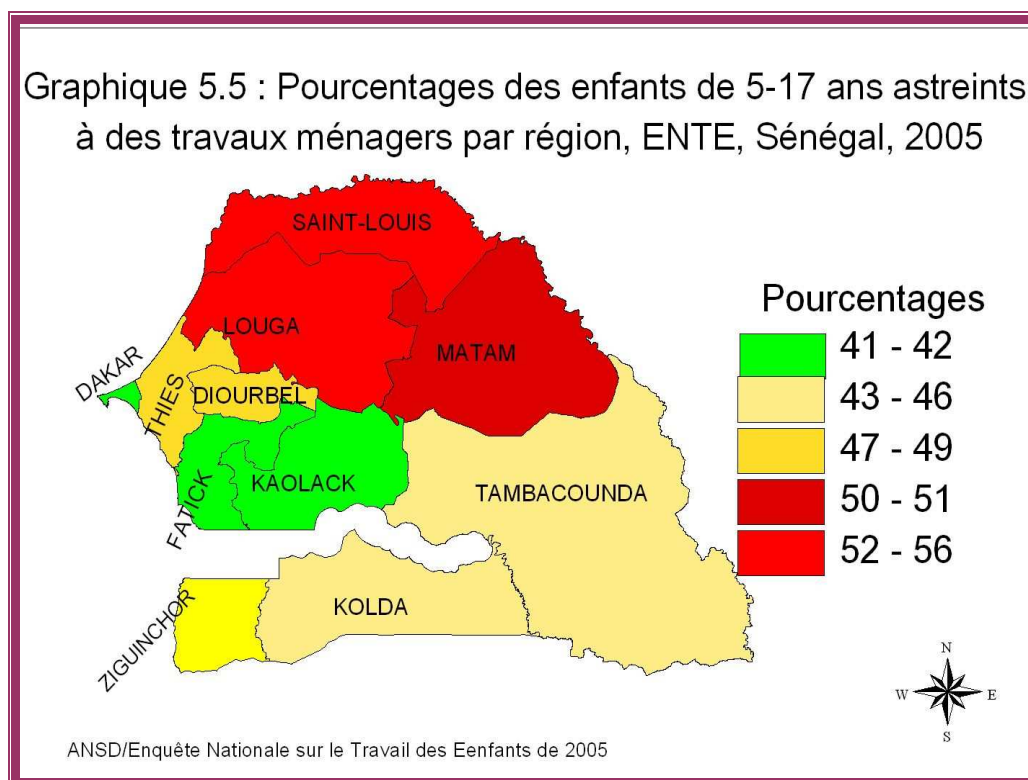 Graphique 5.5 : Pourcentages des enfants de 5-17 ans astreints
à des travaux ménagers par région, ENTE, Sénégal, 2005
SAINT-LOUIS
LOUGA
MATAM
DAKAR
THIES
DIOURBEL
FATICK
KAOLACK
TAMBACOUNDA
ZIGUINCHOR
KOLDA
Pourcentages
41 - 42
43 - 46
47 - 49
50 - 51
52 - 56
N
W
E
S
ANSD/Enquête Nationale sur le Travail des Eenfants de 2005